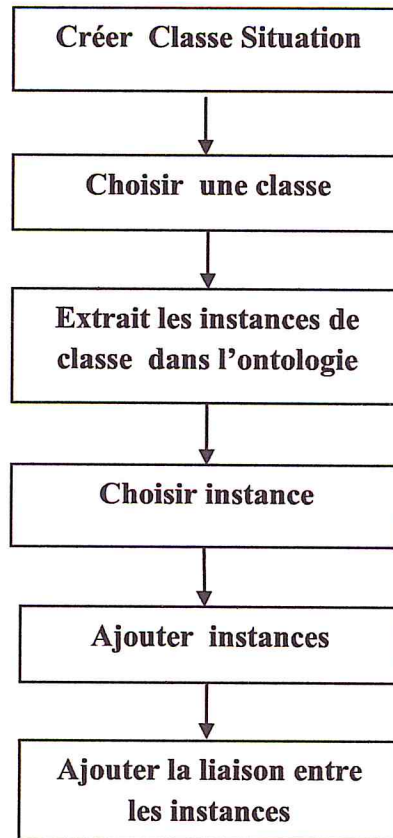 Créer Classe Situation
Choisir une classe
Extrait les instances de
classe dans l'ontologie
Choisir instance
Ajouter instances
Ajouter la liaison entre
les instances